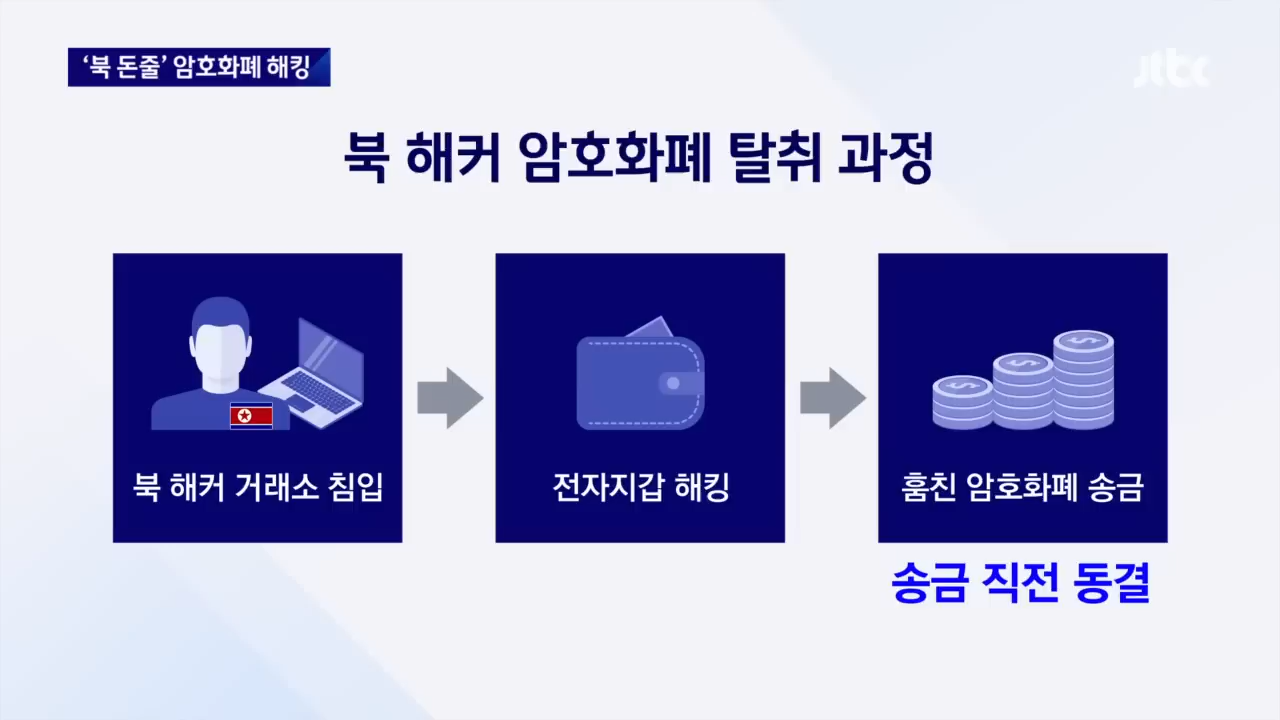 ‘북 돈줄’ 암호화폐 해킹
jtbc
북 해커 암호화폐 탈취 과정
북 해커 거래소 침입
전자지갑 해킹
훔친 암호화폐 송금
송금 직전 동결